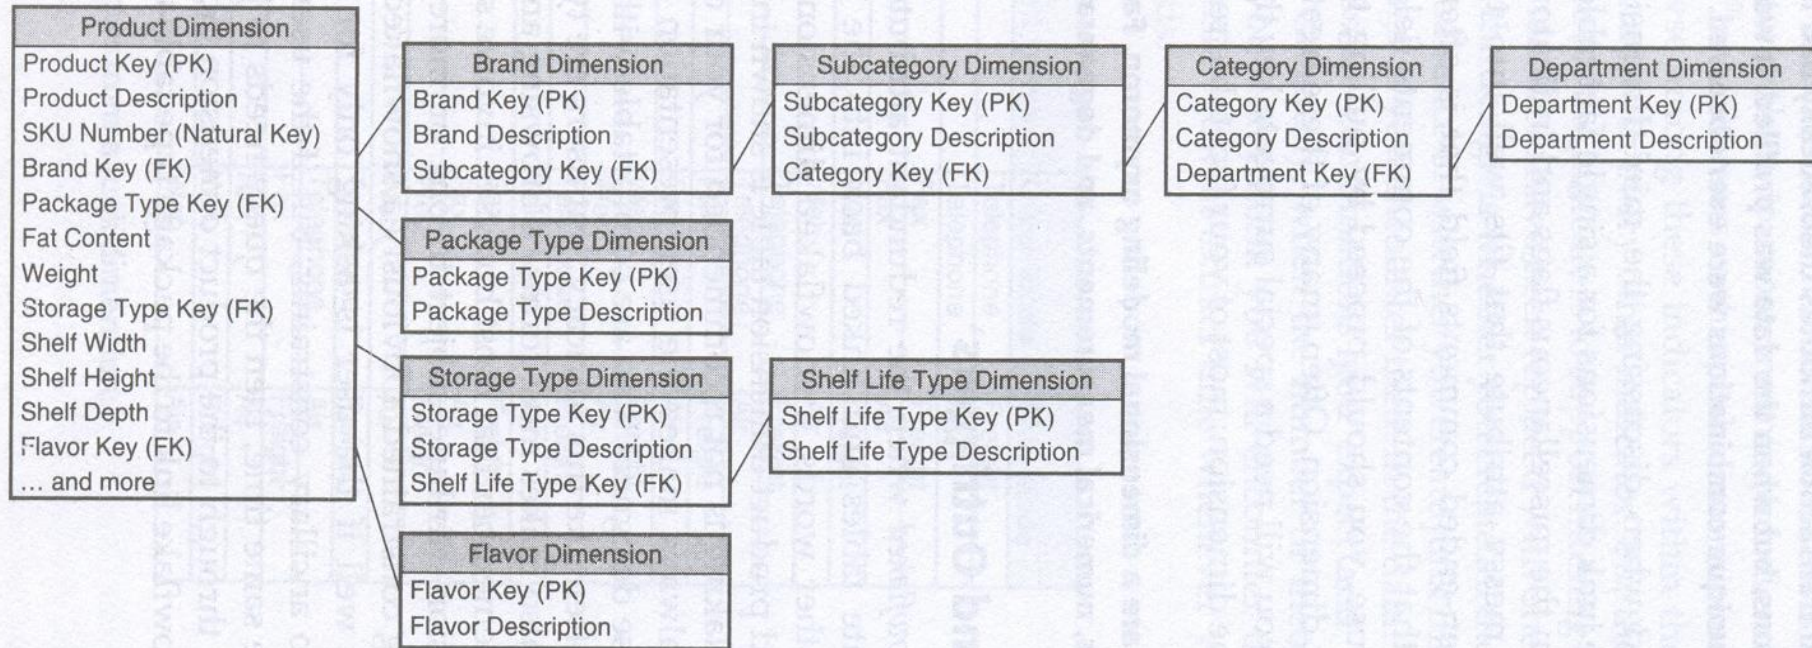 Product Dimension
Product Key (PK)
Product Description
SKU Number (Natural Key)
Brand Key (FK)
Package Type Key (FK)
Fat Content
Weight
Storage Type Key (FK)
Shelf Width
Shelf Height
Shelf Depth
Flavor Key (FK)
... and more
Brand Dimension
Brand Key (PK)
Brand Description
Subcategory Key (FK)
Subcategory Dimension
Subcategory Key (PK)
Subcategory Description
Category Key (FK)
Category Dimension
Category Key (PK)
Category Description
Department Key (FK)
Department Dimension
Department Key (PK)
Department Description
Package Type Dimension
Package Type Key (PK)
Package Type Description
Storage Type Dimension
Storage Type Key (PK)
Storage Type Description
Shelf Life Type Key (FK)
Shelf Life Type Dimension
Shelf Life Type Key (PK)
Shelf Life Type Description
Flavor Dimension
Flavor Key (PK)
Flavor Description